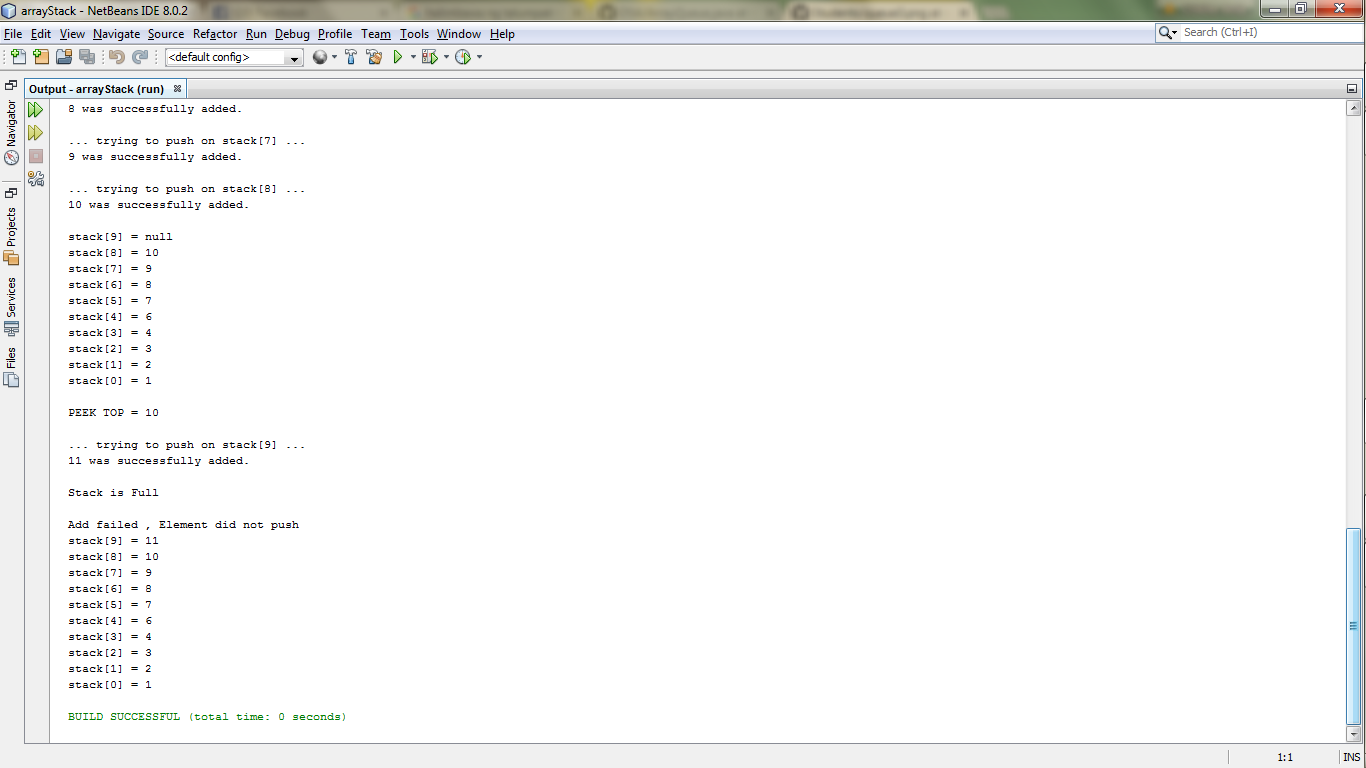 arrayStack - NetBeans IDE 8.0.2
File Edit View Navigate Source Refactor Run Debug Profile Team Tools Window Help
Search (Ctrl+I)
<default config>
Output - arrayStack (run)
Navigator
Projects
Services
Files
8 was successfully added.
... trying to push on stack[7] ...
9 was successfully added.
... trying to push on stack[8] ...
10 was successfully added.
stack[9] = null
stack[8] = 10
stack[7] = 9
stack[6] = 8
stack[5] = 7
stack[4] = 6
stack[3] = 4
stack[2] = 3
stack[1] = 2
stack[0] = 1
PEEK TOP = 10
... trying to push on stack[9] ...
11 was successfully added.
Stack is Full
Add failed , Element did not push
stack[9] = 11
stack[8] = 10
stack[7] = 9
stack[6] = 8
stack[5] = 7
stack[4] = 6
stack[3] = 4
stack[2] = 3
stack[1] = 2
stack[0] = 1
BUILD SUCCESSFUL (total time: 0 seconds)
1:1
INS